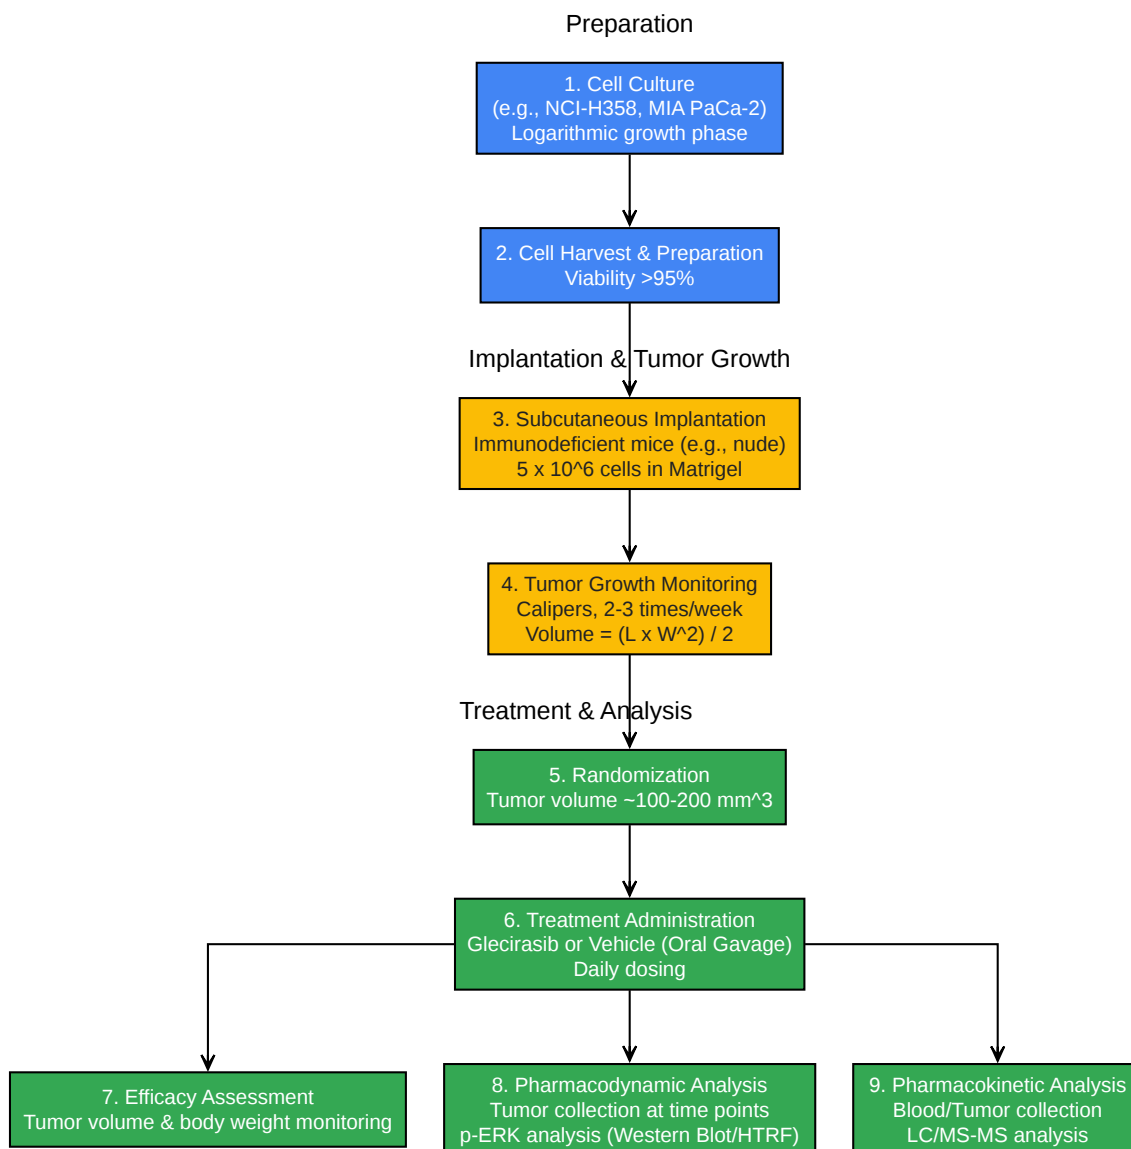 Preparation
1. Cell Culture
(e.g., NCI-H358, MIA PaCa-2)
Logarithmic growth phase
2. Cell Harvest & Preparation
Viability >95%
Implantation & Tumor Growth
3. Subcutaneous Implantation
Immunodeficient mice (e.g., nude)
5 x 10^6 cells in Matrigel
4. Tumor Growth Monitoring
Calipers, 2-3 times/week
Volume = (L x W^2) / 2
Treatment & Analysis
5. Randomization
Tumor volume ~100-200 mm^3
6. Treatment Administration
Glecirasib or Vehicle (Oral Gavage)
Daily dosing
7. Efficacy Assessment
Tumor volume & body weight monitoring
8. Pharmacodynamic Analysis
Tumor collection at time points
p-ERK analysis (Western Blot/HTRF)
9. Pharmacokinetic Analysis
Blood/Tumor collection
LC/MS-MS analysis